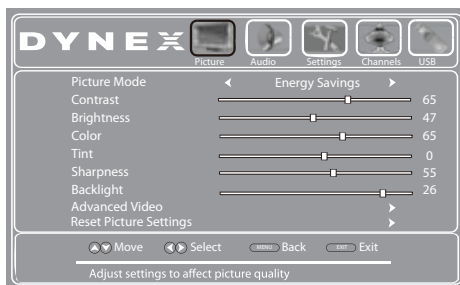 DYNEX
Picture Audio Settings Channels USB
Picture Mode Energy Savings
Contrast 65
Brightness 47
Color 65
Tint 0
Sharpness 55
Backlight 26
Advanced Video
Reset Picture Settings
Move Select MENU Back EXIT Exit
Adjust settings to affect picture quality